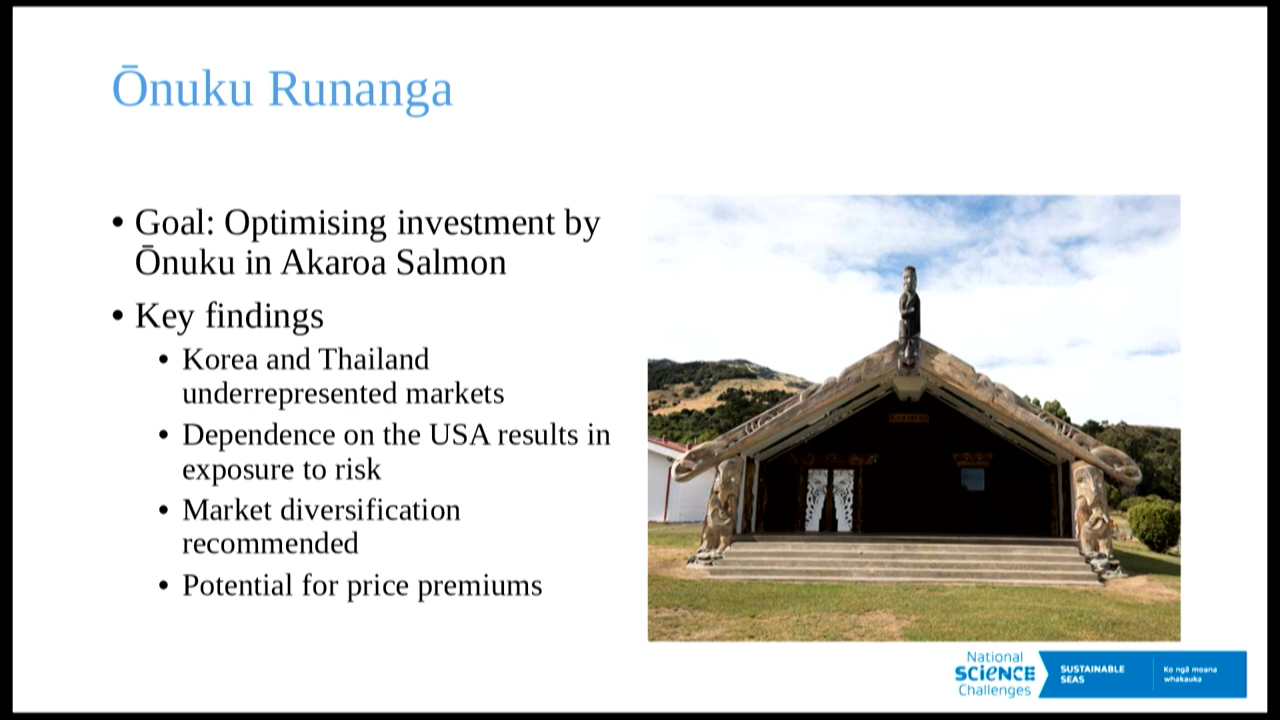 Ōnuku Runanga
• Goal: Optimising investment by
Ōnuku in Akaroa Salmon
• Key findings
• Korea and Thailand
underrepresented markets
• Dependence on the USA results in
exposure to risk
• Market diversification
recommended
• Potential for price premiums
National
SCIENCE
Challenges
SUSTAINABLE
SEAS
Ko ngā moana
whakauka